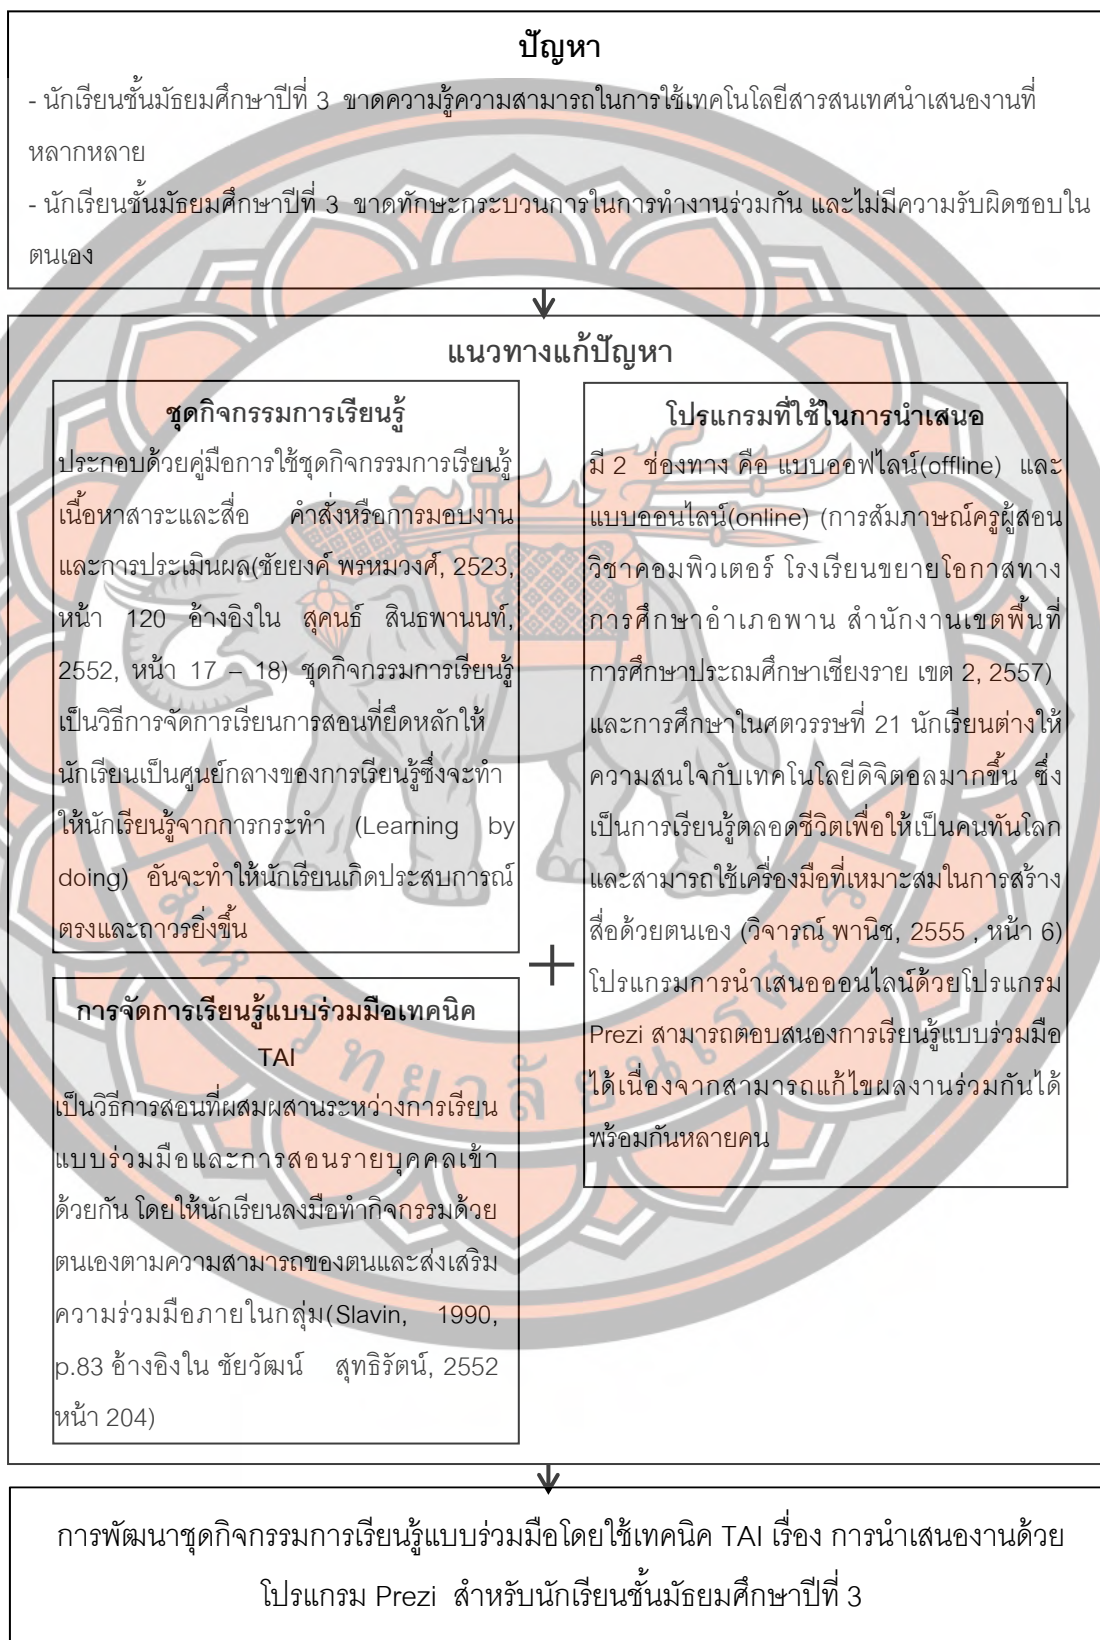 ปัญหา
- นักเรียนชั้นมัธยมศึกษาปีที่ 3 ขาดความรู้ความสามารถในการใช้เทคโนโลยีสารสนเทศนำเสนองานที่
หลากหลาย
- นักเรียนชั้นมัธยมศึกษาปีที่ 3 ขาดทักษะกระบวนการในการทำงานร่วมกัน และไม่มีความรับผิดชอบใน
ตนเอง
แนวทางแก้ปัญหา
ชุดกิจกรรมการเรียนรู้
ประกอบด้วยคู่มือการใช้ชุดกิจกรรมการเรียนรู้
เนื้อหาสาระและสื่อ คำสั่งหรือการมอบงาน
และการประเมินผล(ชัยยงค์ พรหมวงศ์, 2523,
หน้า 120 อ้างอิงใน สุคนธ์ สินธพานนท์,
2552, หน้า 17 – 18) ชุดกิจกรรมการเรียนรู้
เป็นวิธีการจัดการเรียนการสอนที่ยึดหลักให้
นักเรียนเป็นศูนย์กลางของการเรียนรู้ซึ่งจะทำ
ให้นักเรียนรู้จากการกระทำ (Learning by
doing) อันจะทำให้นักเรียนเกิดประสบการณ์
ตรงและถาวรยิ่งขึ้น
การจัดการเรียนรู้แบบร่วมมือเทคนิค
TAI
เป็นวิธีการสอนที่ผสมผสานระหว่างการเรียน
แบบร่วมมือและการสอนรายบุคคลเข้า
ด้วยกัน โดยให้นักเรียนลงมือทำกิจกรรมด้วย
ตนเองตามความสามารถของตนและส่งเสริม
ความร่วมมือภายในกลุ่ม(Slavin, 1990,
p.83 อ้างอิงใน ชัยวัฒน์ สุทธิรัตน์, 2552
หน้า 204)
+
โปรแกรมที่ใช้ในการนำเสนอ
มี 2 ช่องทาง คือ แบบออฟไลน์(offline) และ
แบบออนไลน์(online) (การสัมภาษณ์ครูผู้สอน
วิชาคอมพิวเตอร์ โรงเรียนขยายโอกาสทาง
การศึกษาอำเภอพาน สำนักงานเขตพื้นที่
การศึกษาประถมศึกษาเชียงราย เขต 2, 2557)
และการศึกษาในศตวรรษที่ 21 นักเรียนต่างให้
ความสนใจกับเทคโนโลยีดิจิตอลมากขึ้น ซึ่ง
เป็นการเรียนรู้ตลอดชีวิตเพื่อให้เป็นคนทันโลก
และสามารถใช้เครื่องมือที่เหมาะสมในการสร้าง
สื่อด้วยตนเอง (วิจารณ์ พานิช, 2555 , หน้า 6)
โปรแกรมการนำเสนอออนไลน์ด้วยโปรแกรม
Prezi สามารถตอบสนองการเรียนรู้แบบร่วมมือ
ได้เนื่องจากสามารถแก้ไขผลงานร่วมกันได้
พร้อมกันหลายคน
มหาวิทยาลัยนเรศวร
การพัฒนาชุดกิจกรรมการเรียนรู้แบบร่วมมือโดยใช้เทคนิค TAI เรื่อง การนำเสนองานด้วย
โปรแกรม Prezi สำหรับนักเรียนชั้นมัธยมศึกษาปีที่ 3